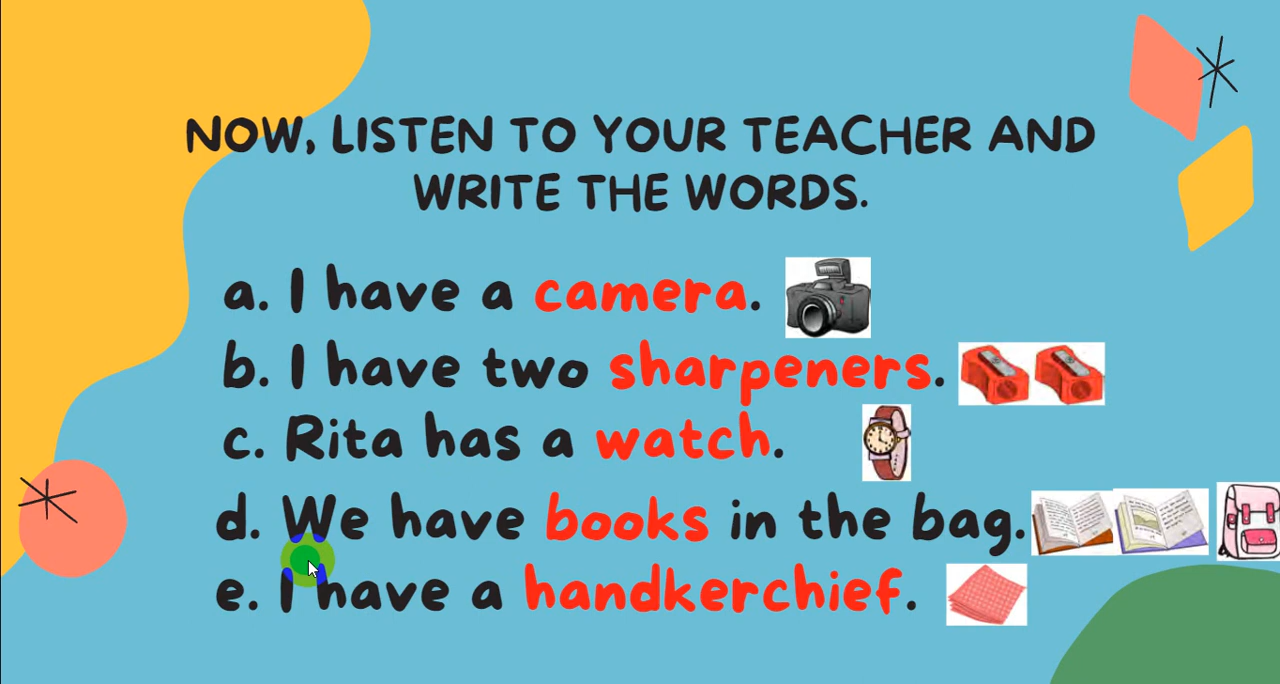 NOW, LISTEN TO YOUR TEACHER AND
WRITE THE WORDS.
a. I have a camera.
b. I have two sharpeners.
c. Rita has a watch.
d. We have books in the bag.
e. I have a handkerchief.